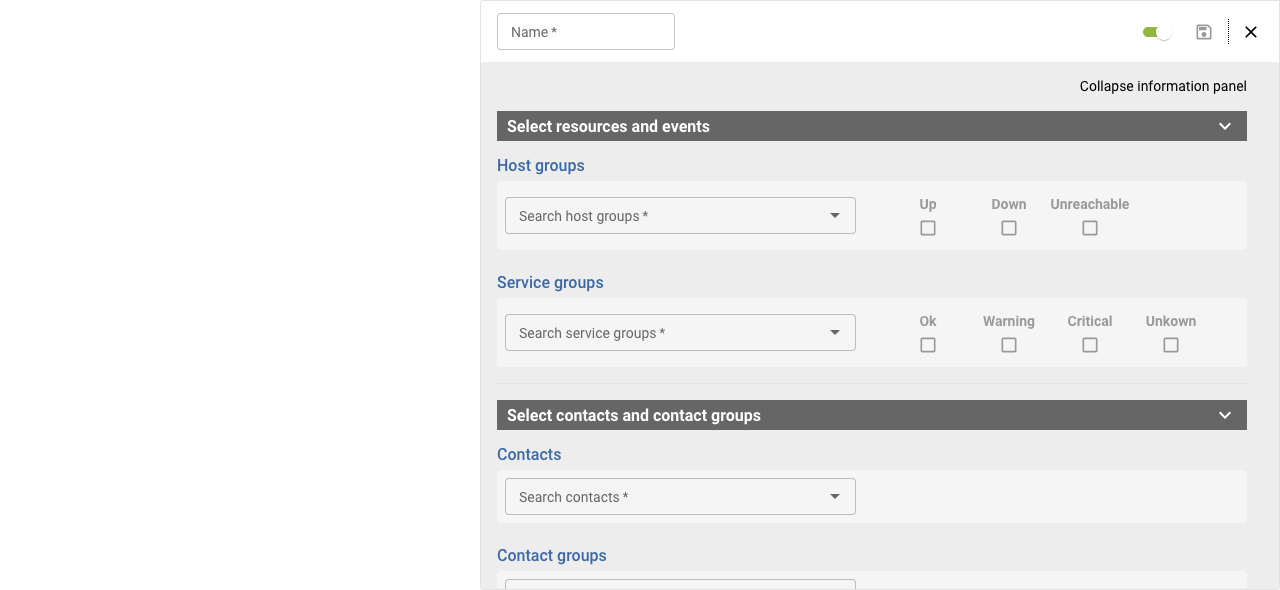 Name *
Collapse information panel
Select resources and events
Host groups
Search host groups *
Up Down Unreachable
Service groups
Search service groups *
Ok Warning Critical Unkown
Select contacts and contact groups
Contacts
Search contacts *
Contact groups